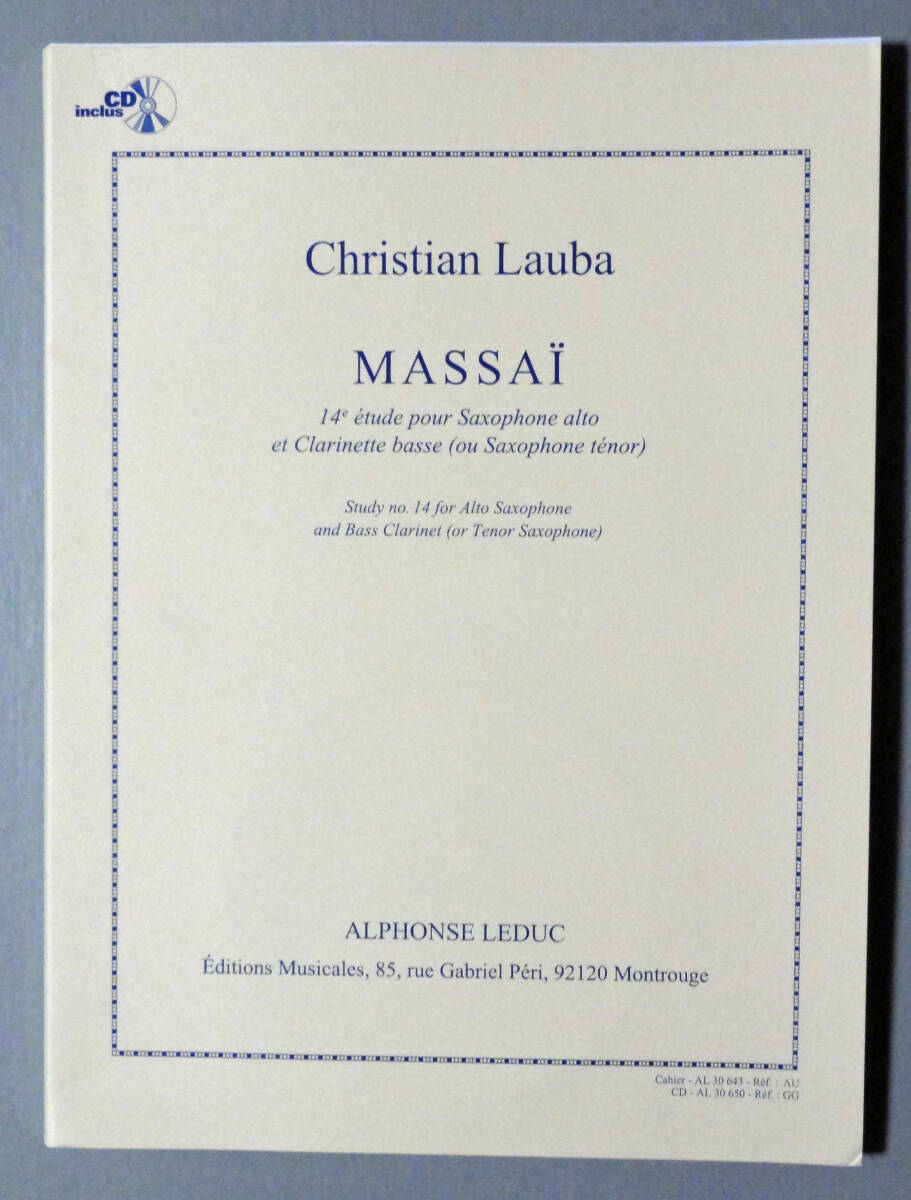 CD
inclus
Christian Lauba
MASSAÏ
14e étude pour Saxophone alto
et Clarinette basse (ou Saxophone ténor)
Study no. 14 for Alto Saxophone
and Bass Clarinet (or Tenor Saxophone)
ALPHONSE LEDUC
Éditions Musicales, 85, rue Gabriel Péri, 92120 Montrouge
Cahier - AL 30 643 - Réf. : AU
CD - AL 30 650 - Réf. : GG